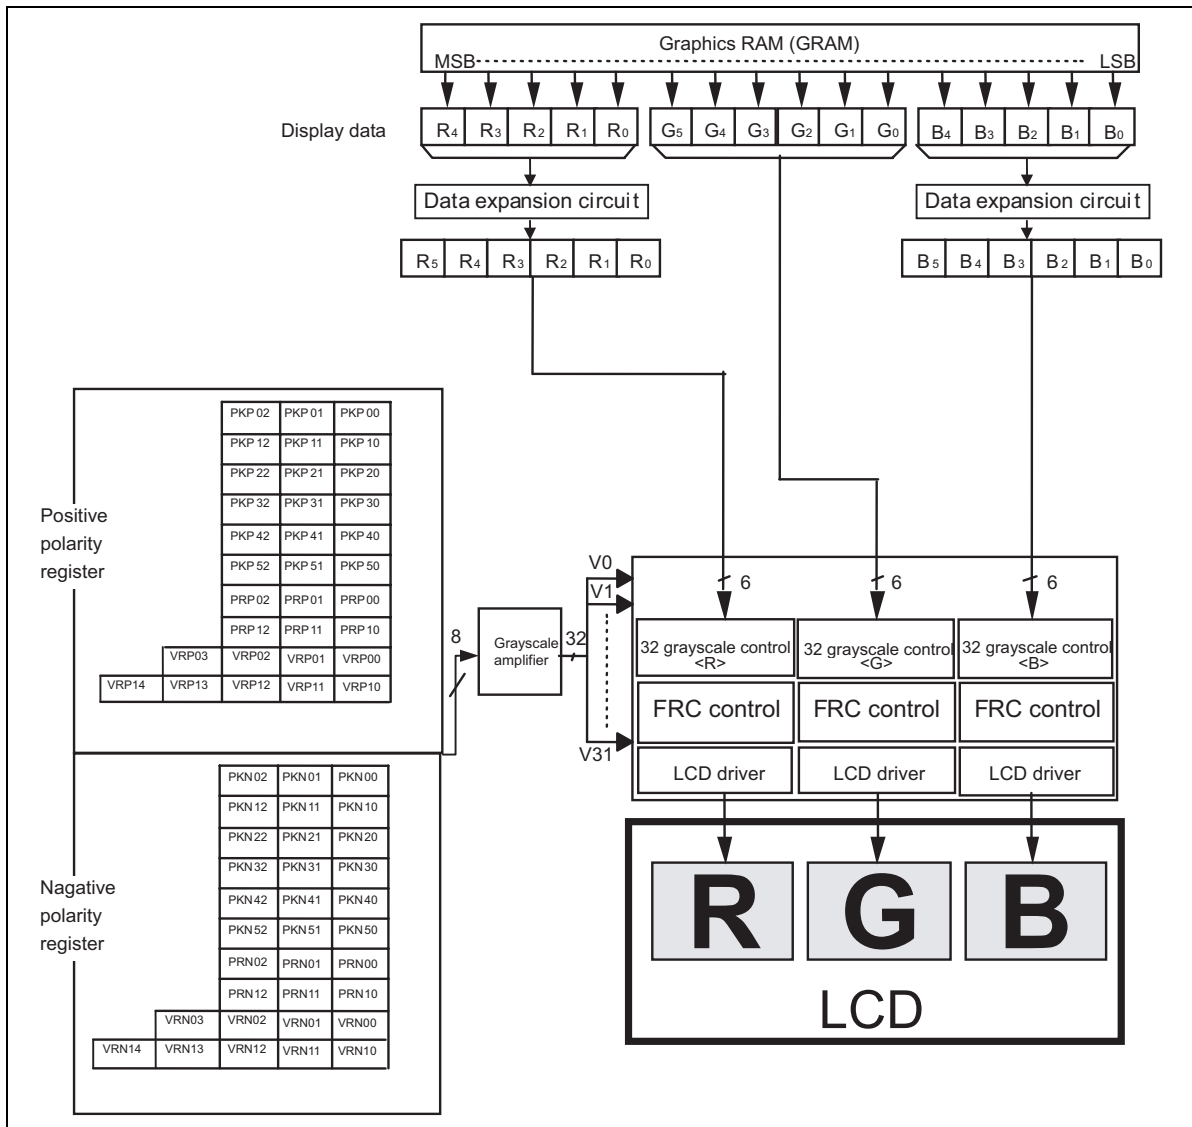 Graphics RAM (GRAM)
MSB LSB
Display data
R4 R3 R2 R1 R0 G5 G4 G3 G2 G1 G0 B4 B3 B2 B1 B0
Data expansion circuit Data expansion circuit
R5 R4 R3 R2 R1 R0 B5 B4 B3 B2 B1 B0
Positive
polarity
register
PKP02 PKP01 PKP00
PKP12 PKP11 PKP10
PKP22 PKP21 PKP20
PKP32 PKP31 PKP30
PKP42 PKP41 PKP40
PKP52 PKP51 PKP50
PRP02 PRP01 PRP00
PRP12 PRP11 PRP10
VRP03 VRP02 VRP01 VRP00
VRP14 VRP13 VRP12 VRP11 VRP10
8
Grayscale
amplifier
32
V0
V1
V31
6 6 6
32 grayscale control
<R>
32 grayscale control
<G>
32 grayscale control
<B>
FRC control FRC control FRC control
LCD driver LCD driver LCD driver
Nagative
polarity
register
PKN02 PKN01 PKN00
PKN12 PKN11 PKN10
PKN22 PKN21 PKN20
PKN32 PKN31 PKN30
PKN42 PKN41 PKN40
PKN52 PKN51 PKN50
PRN02 PRN01 PRN00
PRN12 PRN11 PRN10
VRN03 VRN02 VRN01 VRN00
VRN14 VRN13 VRN12 VRN11 VRN10
R G B
LCD